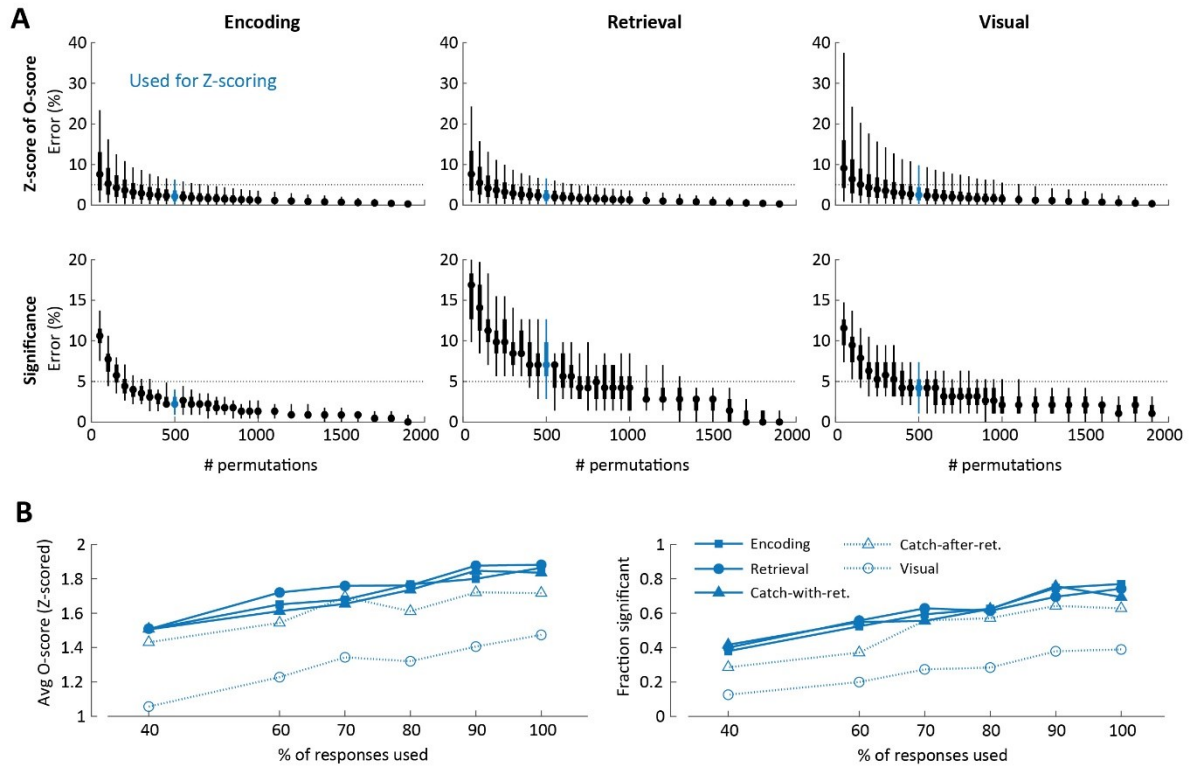 A
Encoding
Retrieval
Visual
Z-score of O-score
Error (%)
40
30
20
10
0
Used for Z-scoring
40
30
20
10
0
40
30
20
10
0
Significance
Error (%)
20
15
10
5
0
0 500 1000 1500 2000
# permutations
20
15
10
5
0
0 500 1000 1500 2000
# permutations
20
15
10
5
0
0 500 1000 1500 2000
# permutations
B
Avg O-score (Z-scored)
2
1.8
1.6
1.4
1.2
1
40 60 70 80 90 100
% of responses used
Fraction significant
1
0.8
0.6
0.4
0.2
0
Encoding
Retrieval
Catch-with-ret.
Catch-after-ret.
Visual
40 60 70 80 90 100
% of responses used